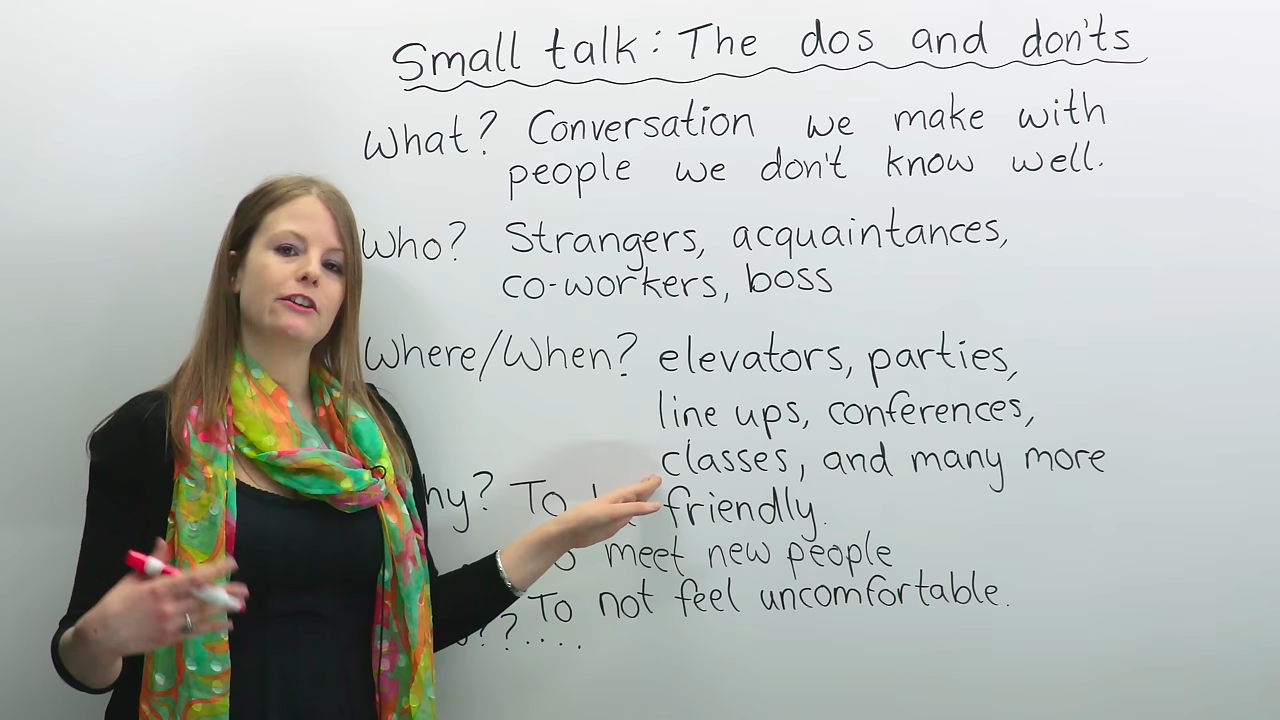 Small talk: The dos and don'ts
What? Conversation we make with
people we don't know well.
Who? Strangers, acquaintances,
co-workers, boss
Where/When? elevators, parties,
line ups, conferences,
classes, and many more
hy? To friendly.
meet new people
To not feel uncomfortable.
??....